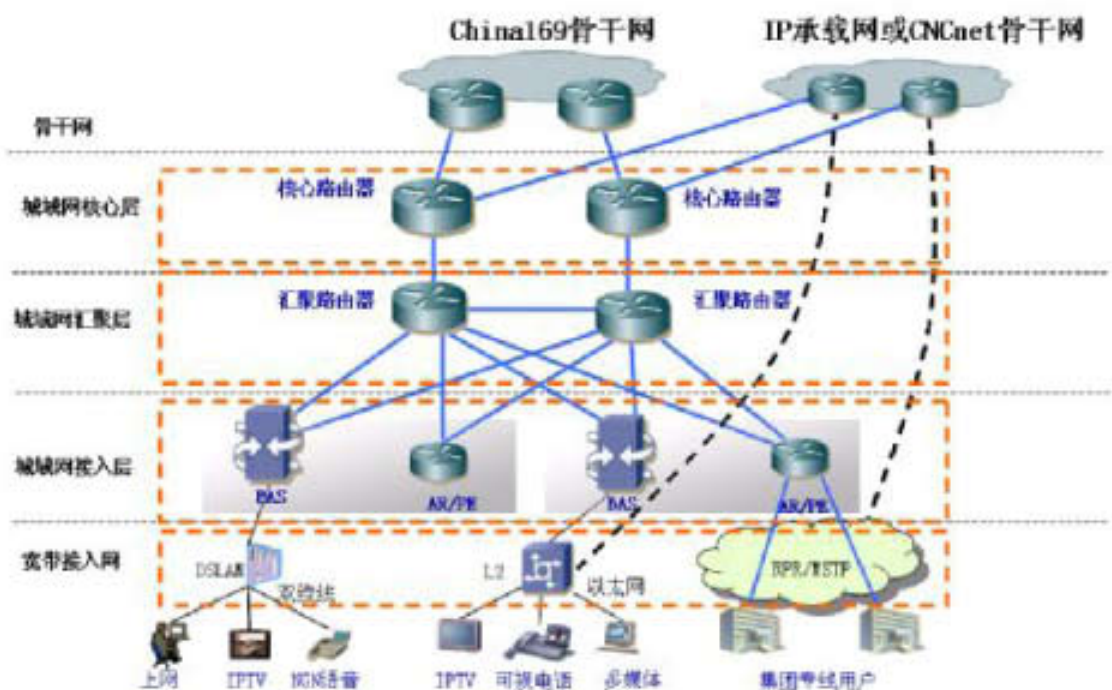 China169骨干网
IP承载网或CNCnet骨干网
骨干网
城域网核心层
核心路由器
核心路由器
城域网汇聚层
汇聚路由器
汇聚路由器
城域网接入层
BAS
AR/PE
BAS
AR/PE
宽带接入网
DSLAM
双绞线
L2
以太网
RPR/MSTP
上网
IPTV
NGN语音
IPTV
可视电话
多媒体
集团专线用户